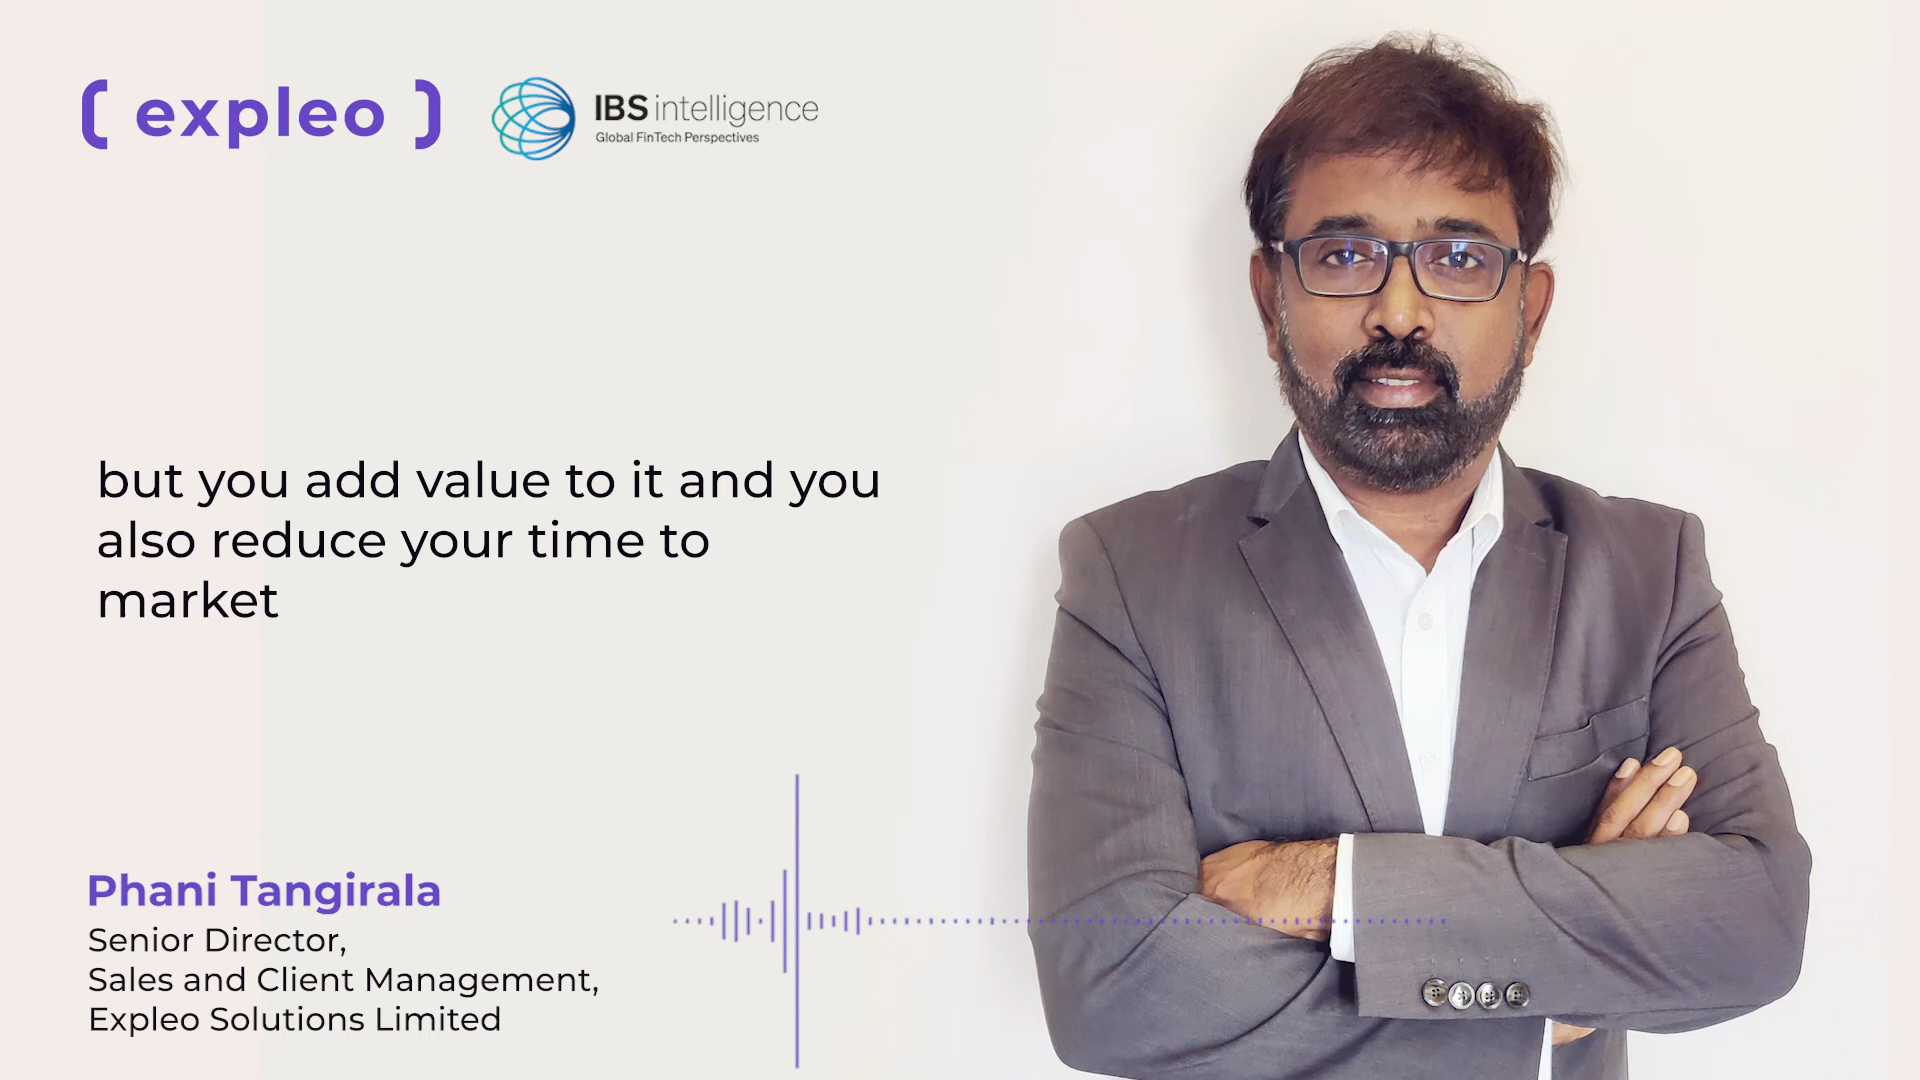 ( expleo )
IBS intelligence
Global FinTech Perspectives
but you add value to it and you
also reduce your time to
market
Phani Tangirala
Senior Director,
Sales and Client Management,
Expleo Solutions Limited